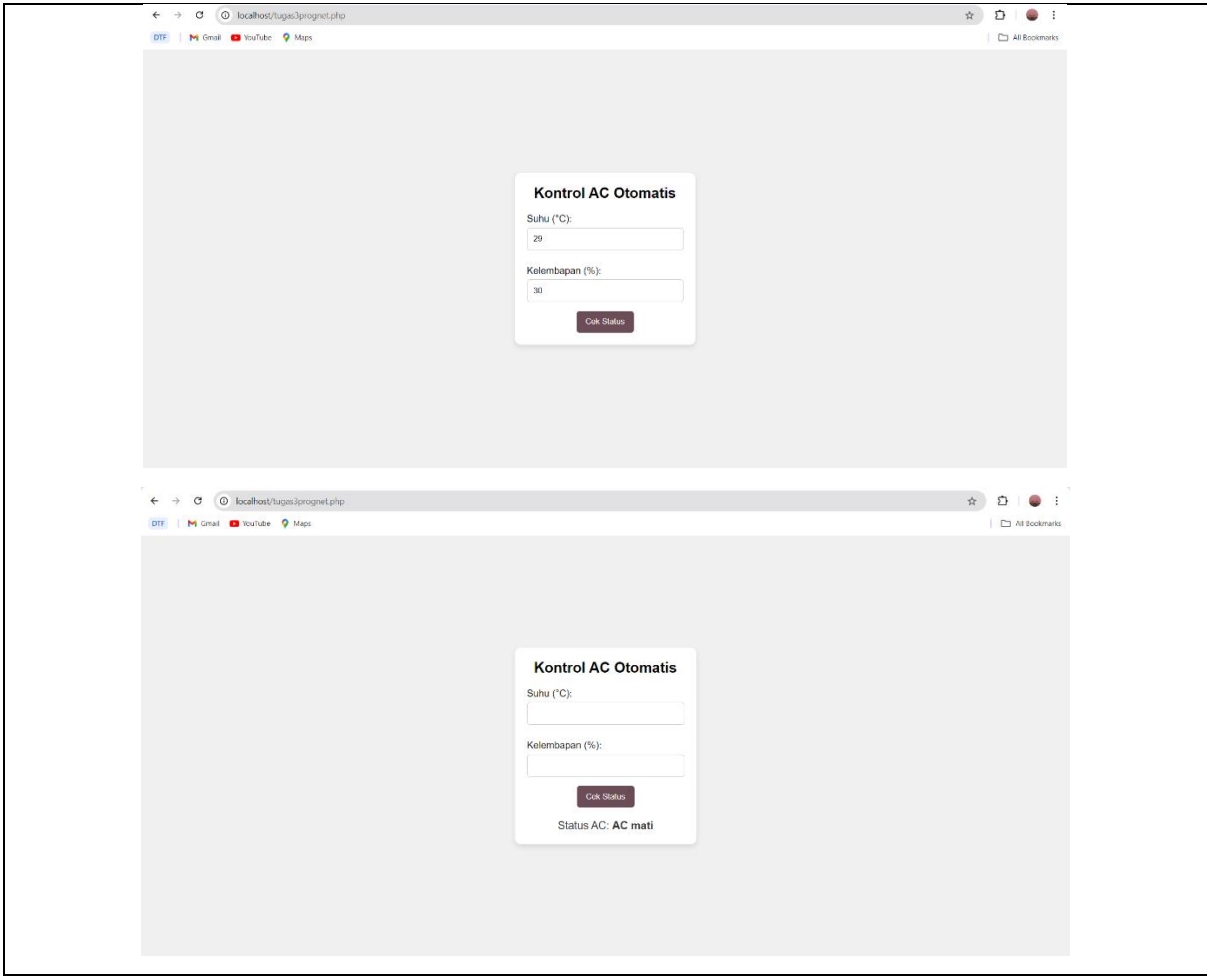 localhost/tugas3prognet.php
DTF Gmail YouTube Maps All Bookmarks
Kontrol AC Otomatis
Suhu (°C):
29
Kelembapan (%):
30
Cek Status
localhost/tugas3prognet.php
DTF Gmail YouTube Maps All Bookmarks
Kontrol AC Otomatis
Suhu (°C):
Kelembapan (%):
Cek Status
Status AC: AC mati